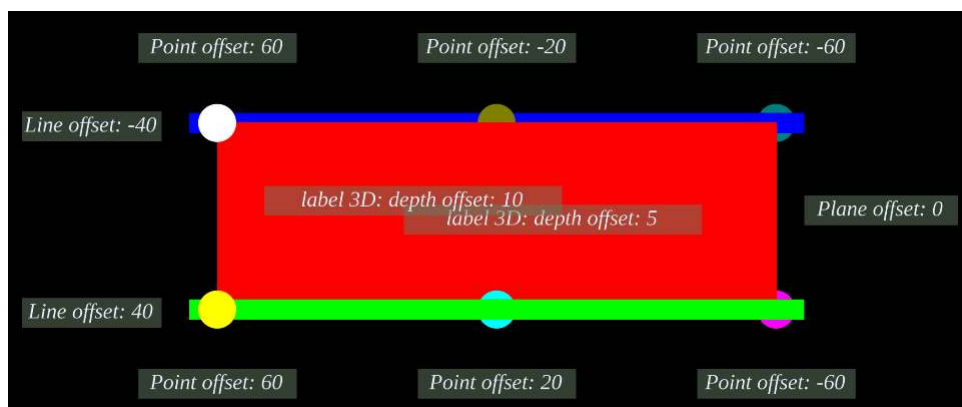 Point offset: 60
Point offset: -20
Point offset: -60
Line offset: -40
label 3D: depth offset: 10
Plane offset: 0
label 3D: depth offset: 5
Line offset: 40
Point offset: 60
Point offset: 20
Point offset: -60